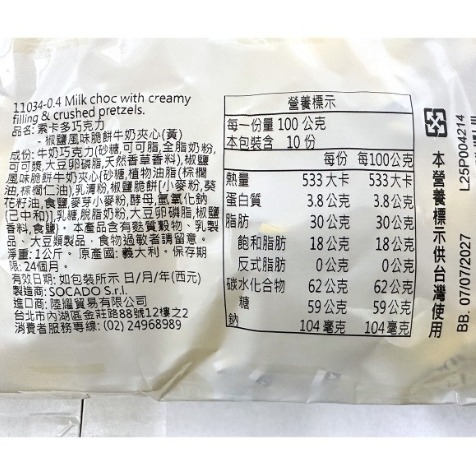 11034-0.4 Milk choc with creamy
filling & crushed pretzels.
品名: 索卡多巧克力
- 椒鹽風味脆餅牛奶夾心(黃)
成份: 牛奶巧克力(砂糖,可可脂,全脂奶粉,
可可漿,大豆卵磷脂,天然香草香料),椒鹽
風味脆餅牛奶夾心(砂糖,植物油脂(棕櫚
油,棕櫚仁油),乳清粉,椒鹽脆餅[小麥粉,葵
花籽油,食鹽,麥芽小麥粉,酵母,氫氧化鈉
(已中和)],乳糖,脫脂奶粉,大豆卵磷脂,椒鹽
香料,食鹽)。本產品含有麩質穀物、乳製
品、大豆類製品,食物過敏者請留意。
淨重: 1公斤。原產國: 義大利。保存期
限: 24個月。
有效日期: 如包裝所示 日/月/年(西元)
製造商: SOCADO S.r.l.
進口商: 陸鑑貿易有限公司
台北市內湖區金莊路88號12樓之2
消費者服務專線: (02) 24968989
營養標示
每一份量 100 公克
本包裝含 10 份
每份 每100公克
熱量 533 大卡 533 大卡
蛋白質 3.8 公克 3.8 公克
脂肪 30 公克 30 公克
飽和脂肪 18 公克 18 公克
反式脂肪 0 公克 0 公克
碳水化合物 62 公克 62 公克
糖 59 公克 59 公克
鈉 104 毫克 104 毫克
本營養標示供台灣使用
L25P004214
BB. 07/07/2027